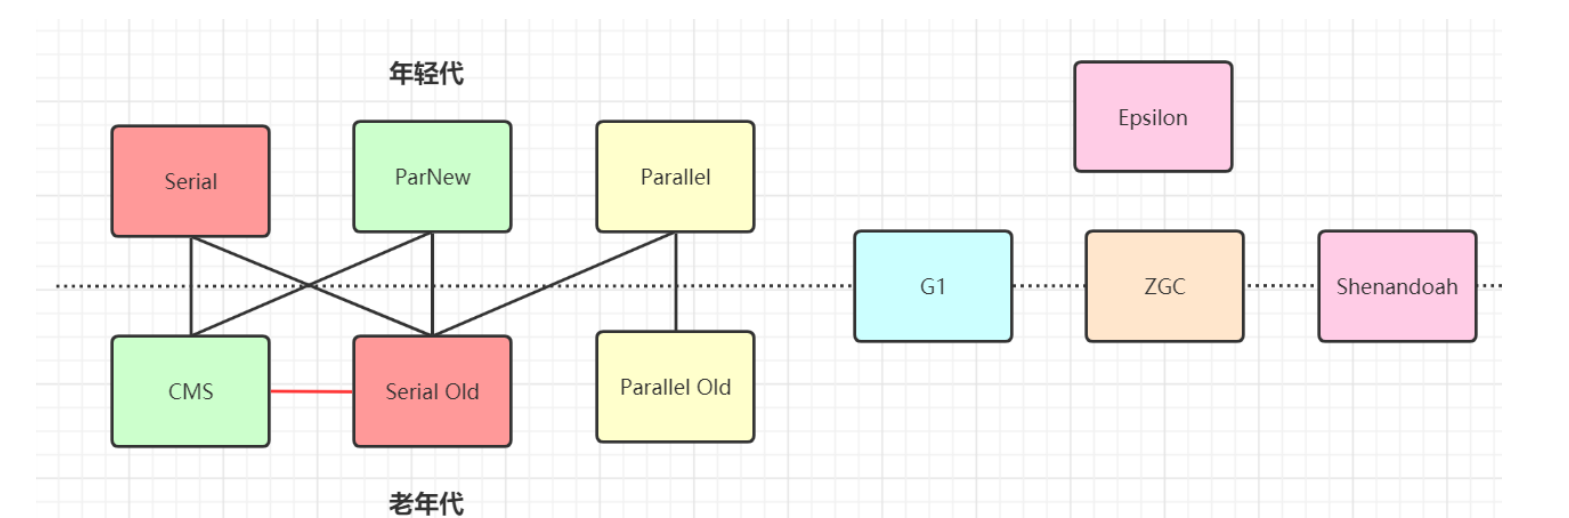 年轻代
Epsilon
Serial
ParNew
Parallel
G1
ZGC
Shenandoah
CMS
Serial Old
Parallel Old
老年代